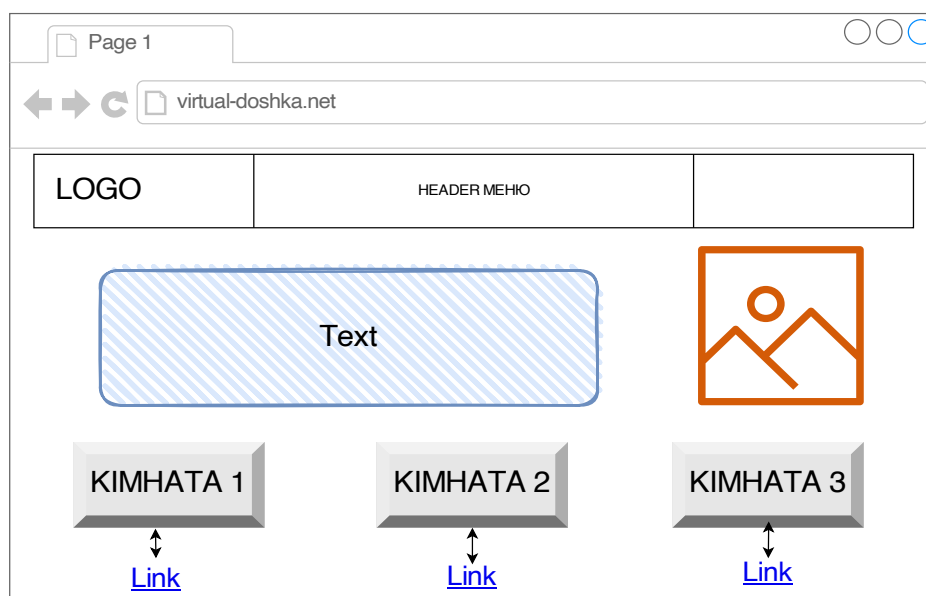 Page 1
virtual-doshka.net
LOGO
HEADER МЕНЮ
Text
КІМНАТА 1
КІМНАТА 2
КІМНАТА 3
Link
Link
Link